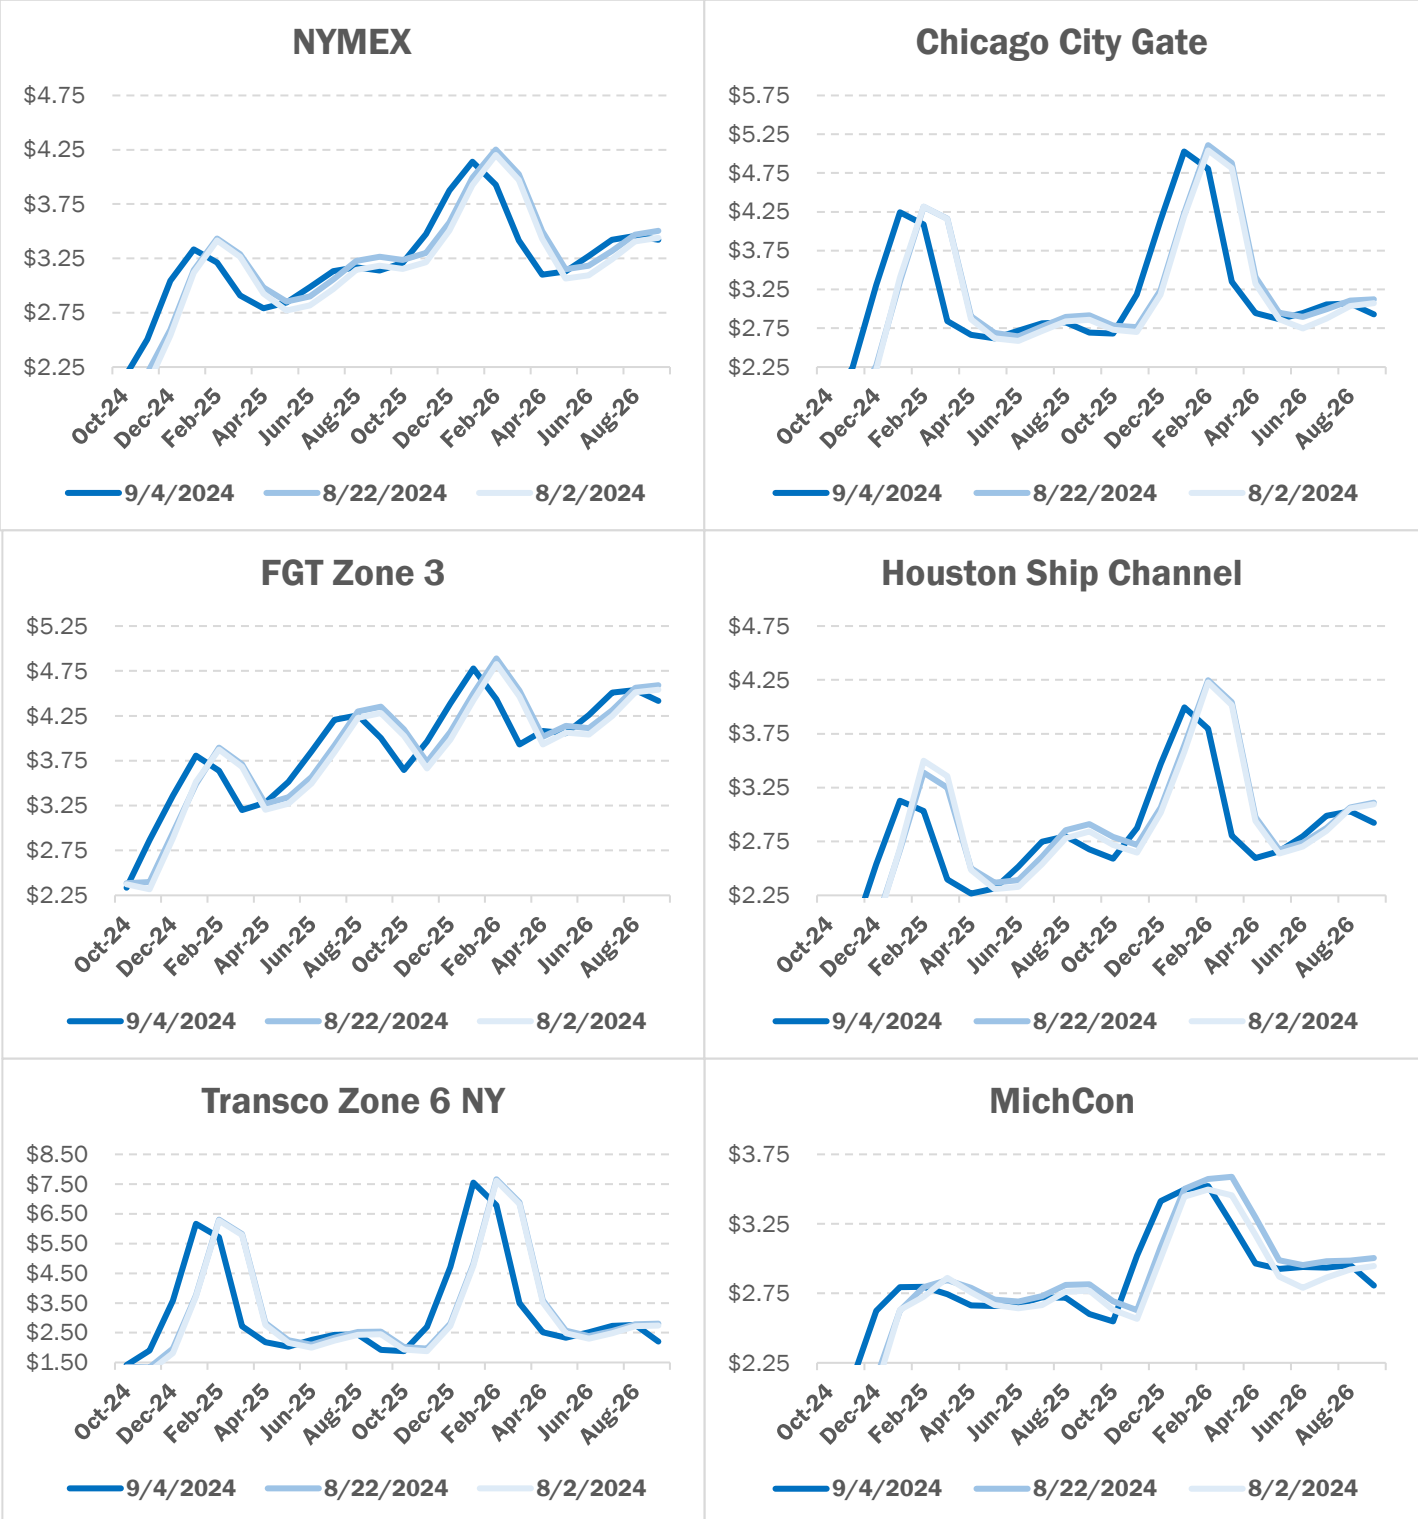 NYMEX
$4.75
$4.25
$3.75
$3.25
$2.75
$2.25
Oct-24
Dec-24
Feb-25
Apr-25
Jun-25
Aug-25
Oct-25
Dec-25
Feb-26
Apr-26
Jun-26
Aug-26
9/4/2024 8/22/2024 8/2/2024
Chicago City Gate
$5.75
$5.25
$4.75
$4.25
$3.75
$3.25
$2.75
$2.25
Oct-24
Dec-24
Feb-25
Apr-25
Jun-25
Aug-25
Oct-25
Dec-25
Feb-26
Apr-26
Jun-26
Aug-26
9/4/2024 8/22/2024 8/2/2024
FGT Zone 3
$5.25
$4.75
$4.25
$3.75
$3.25
$2.75
$2.25
Oct-24
Dec-24
Feb-25
Apr-25
Jun-25
Aug-25
Oct-25
Dec-25
Feb-26
Apr-26
Jun-26
Aug-26
9/4/2024 8/22/2024 8/2/2024
Houston Ship Channel
$4.75
$4.25
$3.75
$3.25
$2.75
$2.25
Oct-24
Dec-24
Feb-25
Apr-25
Jun-25
Aug-25
Oct-25
Dec-25
Feb-26
Apr-26
Jun-26
Aug-26
9/4/2024 8/22/2024 8/2/2024
Transco Zone 6 NY
$8.50
$7.50
$6.50
$5.50
$4.50
$3.50
$2.50
$1.50
Oct-24
Dec-24
Feb-25
Apr-25
Jun-25
Aug-25
Oct-25
Dec-25
Feb-26
Apr-26
Jun-26
Aug-26
9/4/2024 8/22/2024 8/2/2024
MichCon
$3.75
$3.25
$2.75
$2.25
Oct-24
Dec-24
Feb-25
Apr-25
Jun-25
Aug-25
Oct-25
Dec-25
Feb-26
Apr-26
Jun-26
Aug-26
9/4/2024 8/22/2024 8/2/2024